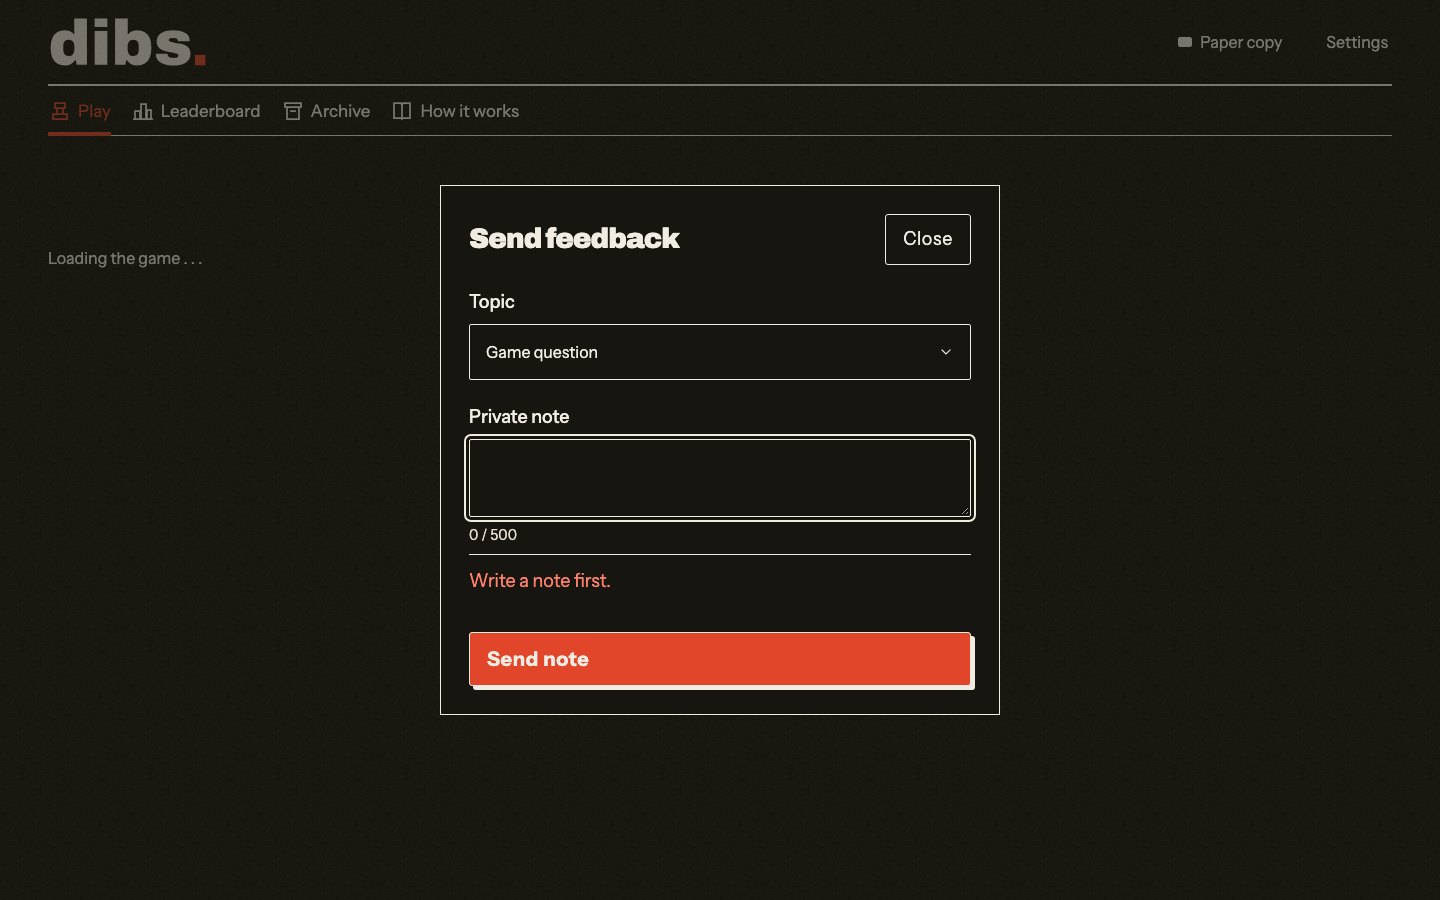 dibs.
Paper copy
Settings
Play
Leaderboard
Archive
How it works
Loading the game . . .
Send feedback
Close
Topic
Game question
Private note
0 / 500
Write a note first.
Send note